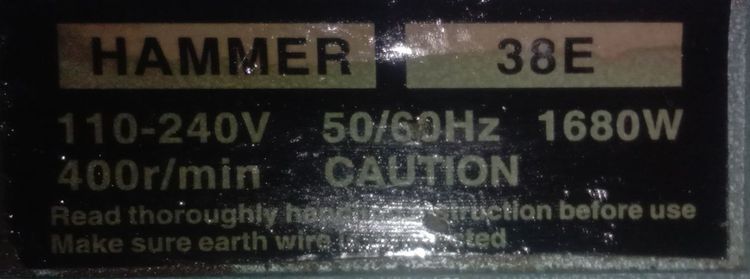 HAMMER 38E
110-240V 50/60Hz 1680W
400r/min CAUTION
Read thoroughly before use
Make sure earth wire